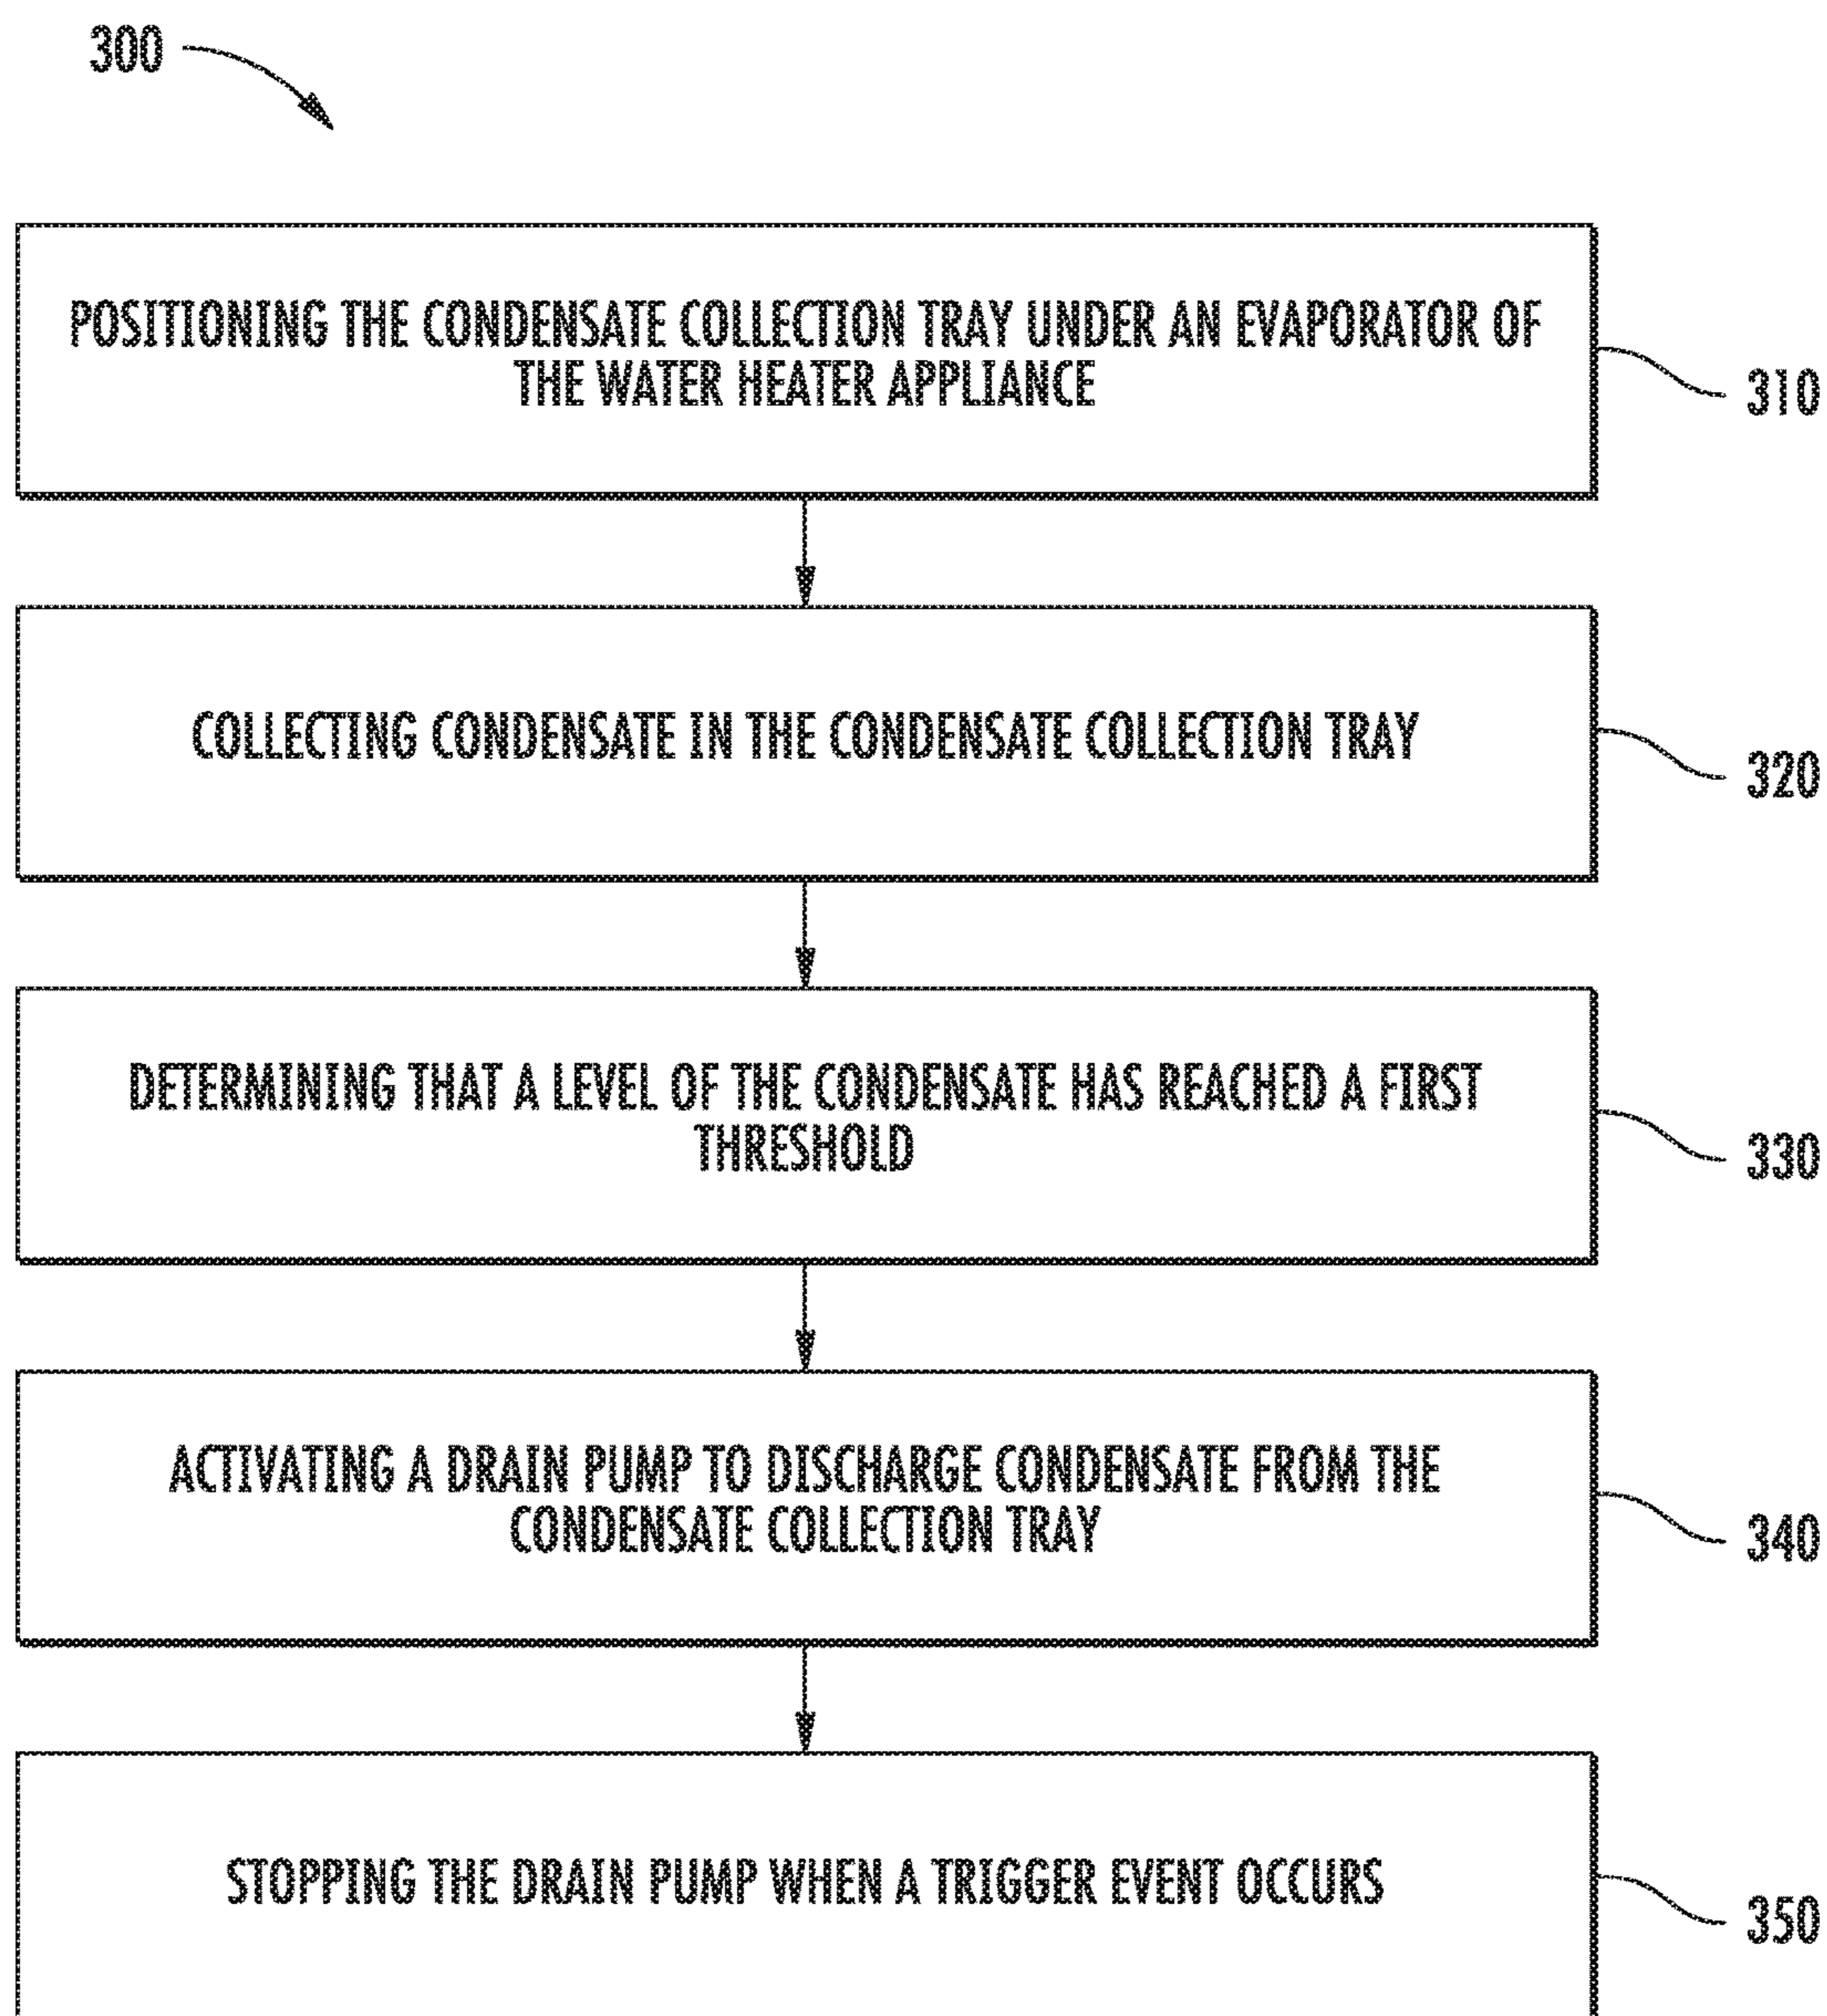 300
POSITIONING THE CONDENSATE COLLECTION TRAY UNDER AN EVAPORATOR OF
THE WATER HEATER APPLIANCE
310
COLLECTING CONDENSATE IN THE CONDENSATE COLLECTION TRAY
320
DETERMINING THAT A LEVEL OF THE CONDENSATE HAS REACHED A FIRST
THRESHOLD
330
ACTIVATING A DRAIN PUMP TO DISCHARGE CONDENSATE FROM THE
CONDENSATE COLLECTION TRAY
340
STOPPING THE DRAIN PUMP WHEN A TRIGGER EVENT OCCURS
350